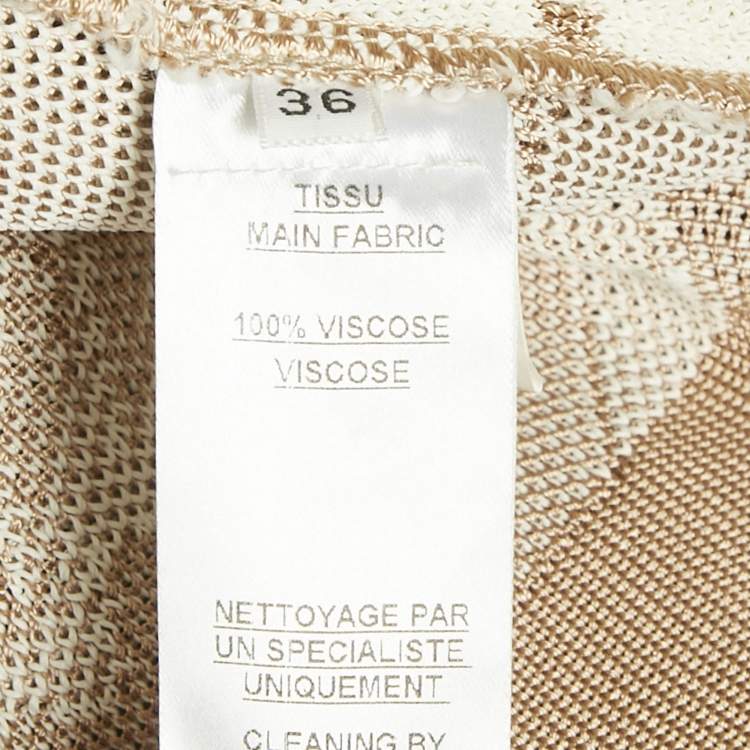 36
TISSU
MAIN FABRIC
100% VISCOSE
VISCOSE
NETTOYAGE PAR
UN SPECIALISTE
UNIQUEMENT
CLEANING BY